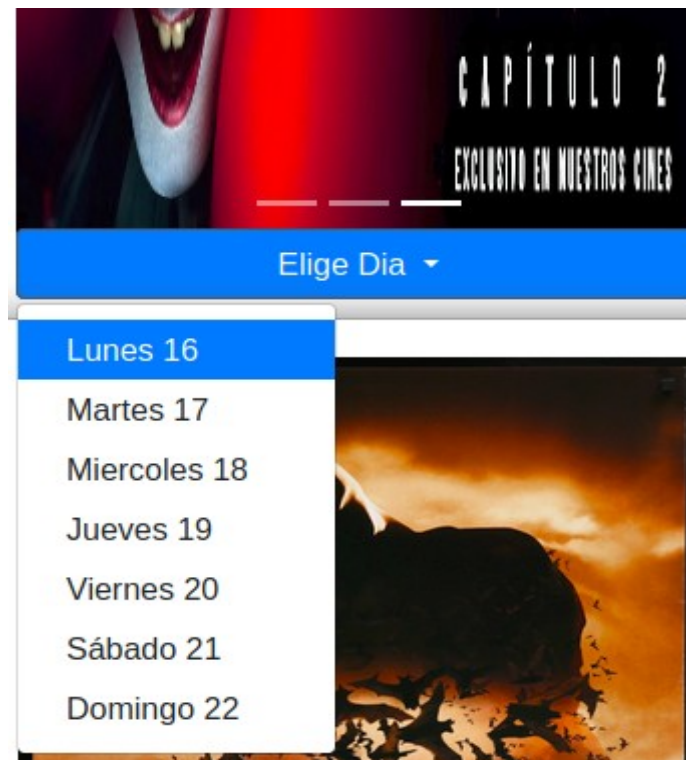 CAPÍTULO 2
EXCLUSIVO EN NUESTROS CINES
Elige Dia
Lunes 16
Martes 17
Miercoles 18
Jueves 19
Viernes 20
Sábado 21
Domingo 22